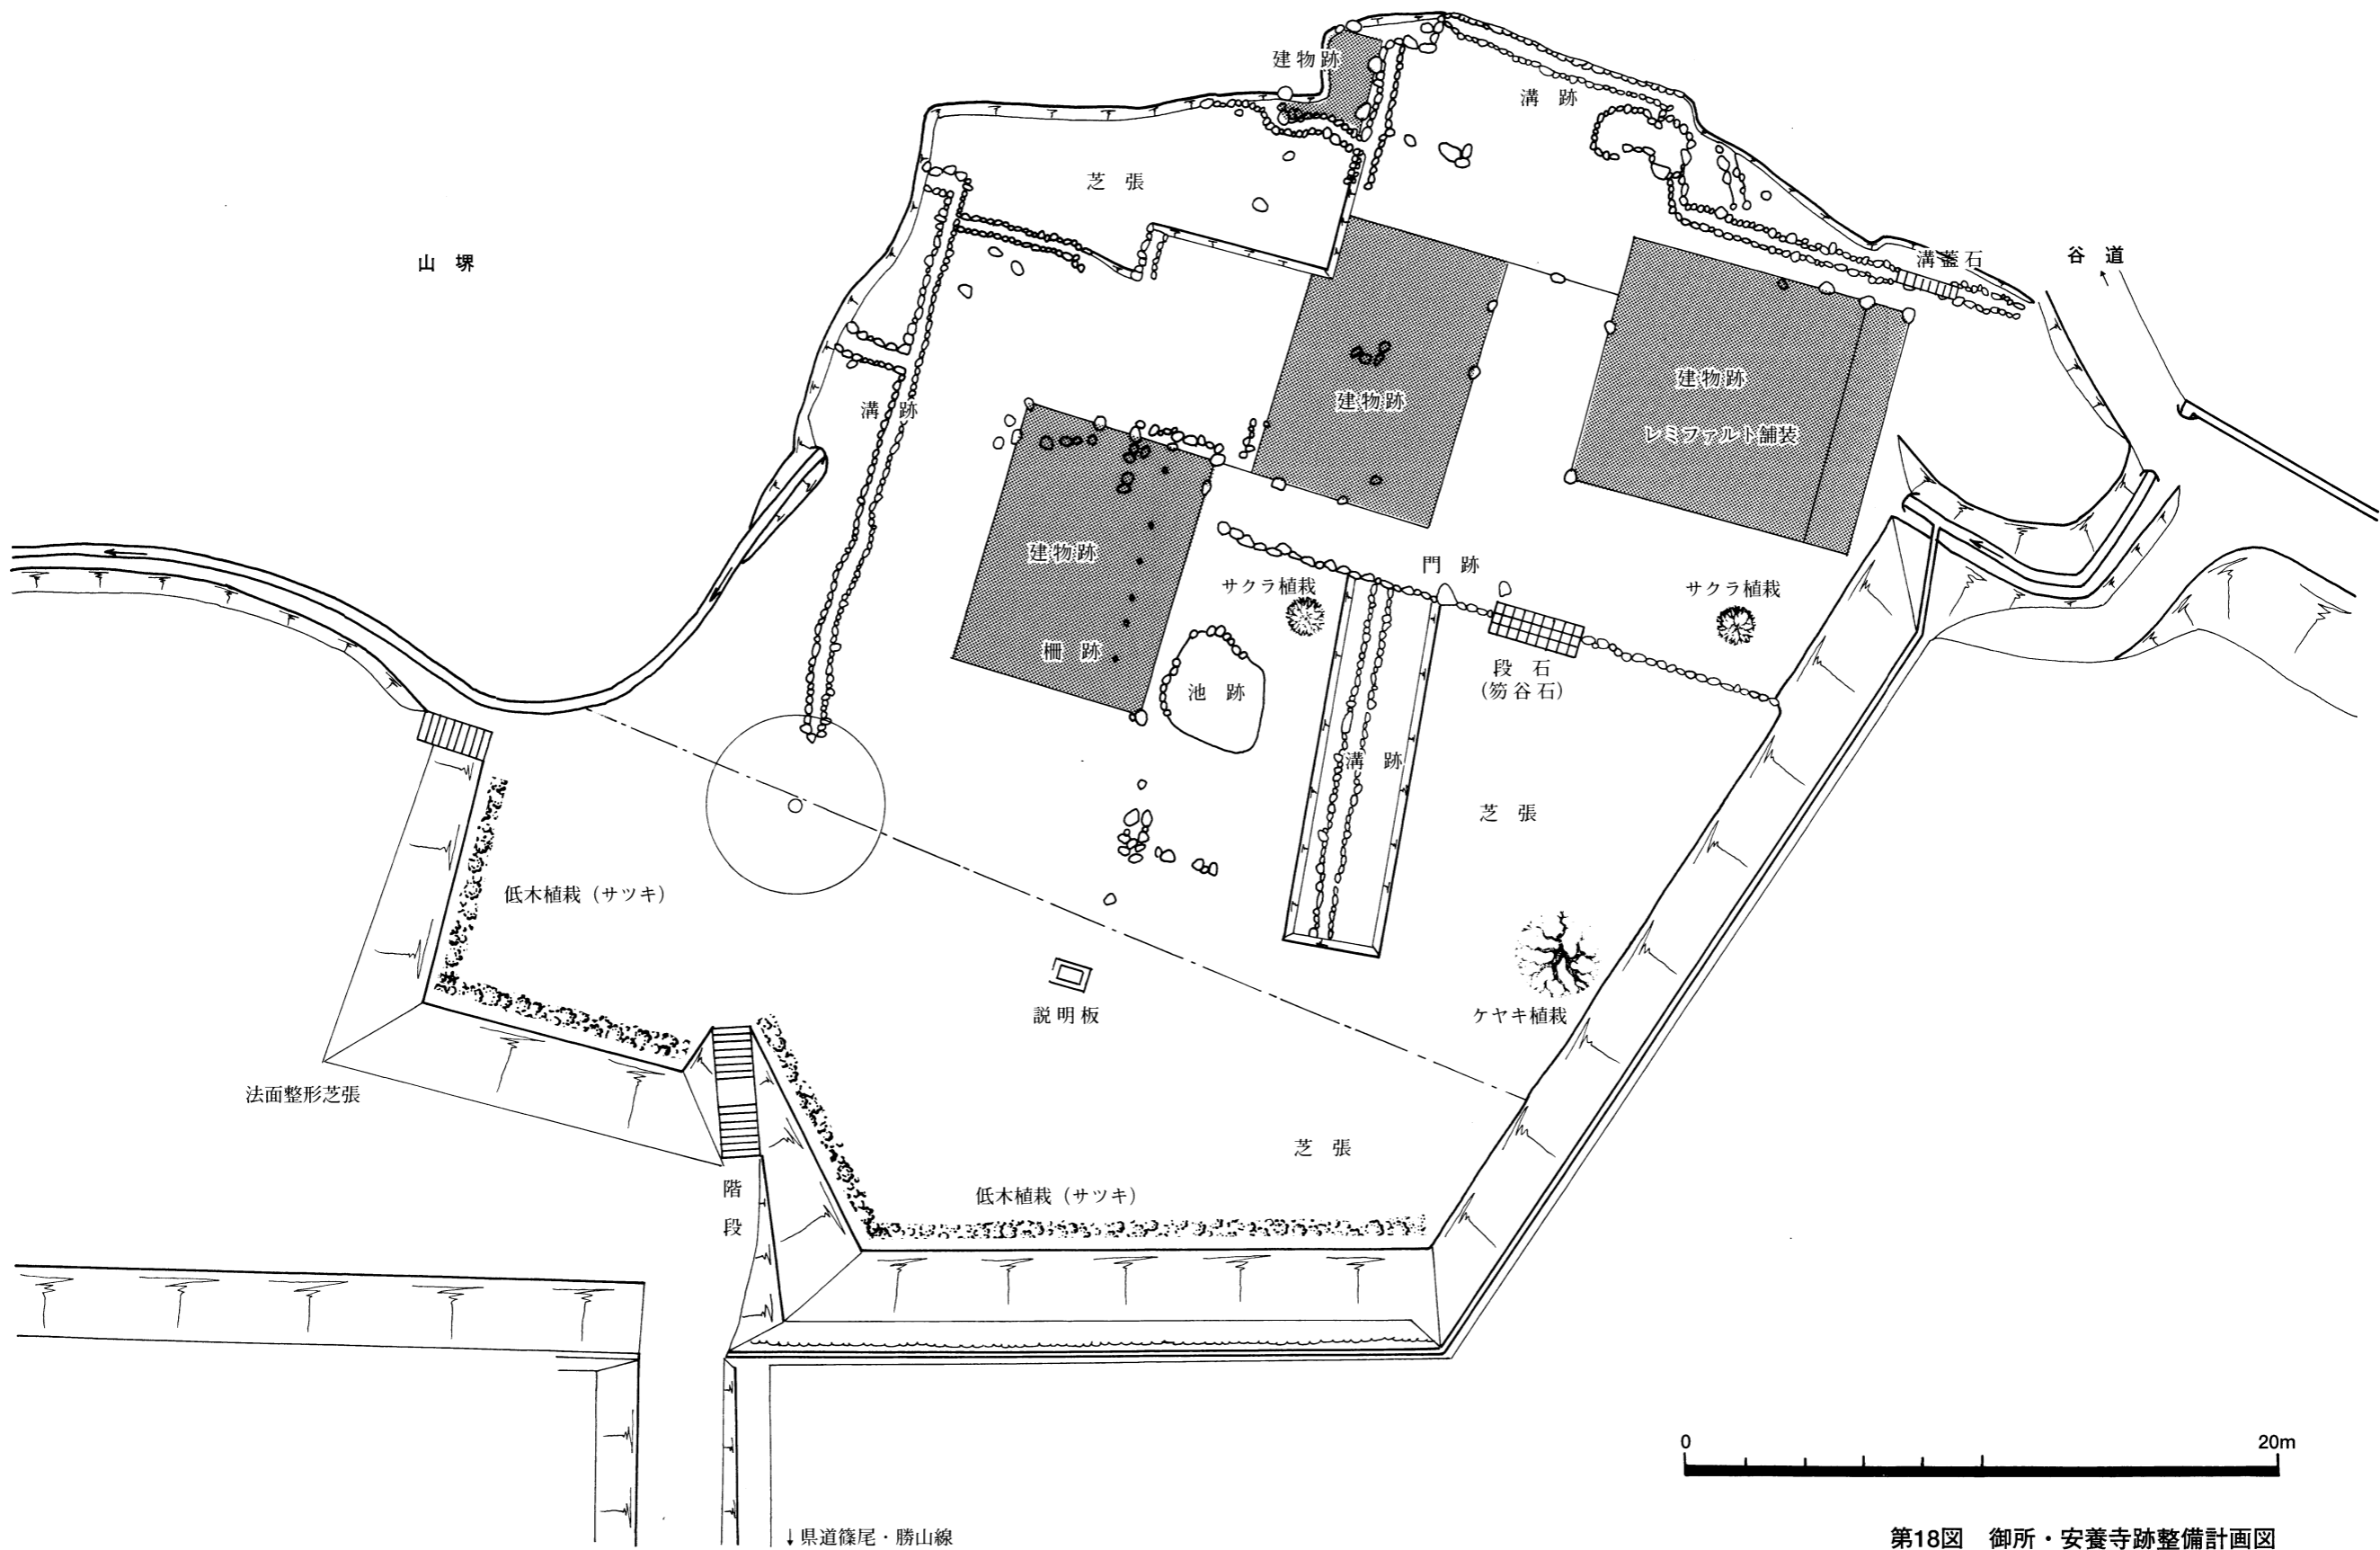 建物跡
溝 跡
芝 張
山 堺
溝蓋石
谷 道
建物跡
建物跡
レミファルト舗装
溝 跡
建物跡
柵 跡
門 跡
サクラ植栽
サクラ植栽
段 石
(笏谷石)
池 跡
溝 跡
芝 張
低木植栽(サツキ)
説明板
ケヤキ植栽
法面整形芝張
芝 張
階
段
低木植栽(サツキ)
0 20m
↓県道篠尾・勝山線
第18図 御所・安養寺跡整備計画図